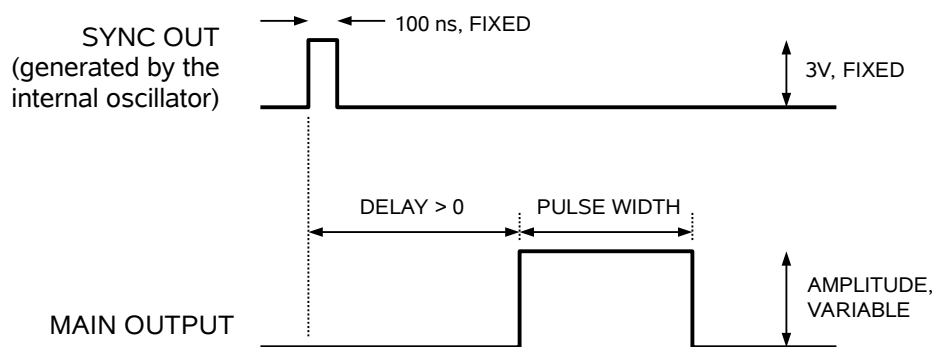 100 ns, FIXED
SYNC OUT
(generated by the
internal oscillator)
3V, FIXED
DELAY > 0
PULSE WIDTH
AMPLITUDE,
VARIABLE
MAIN OUTPUT